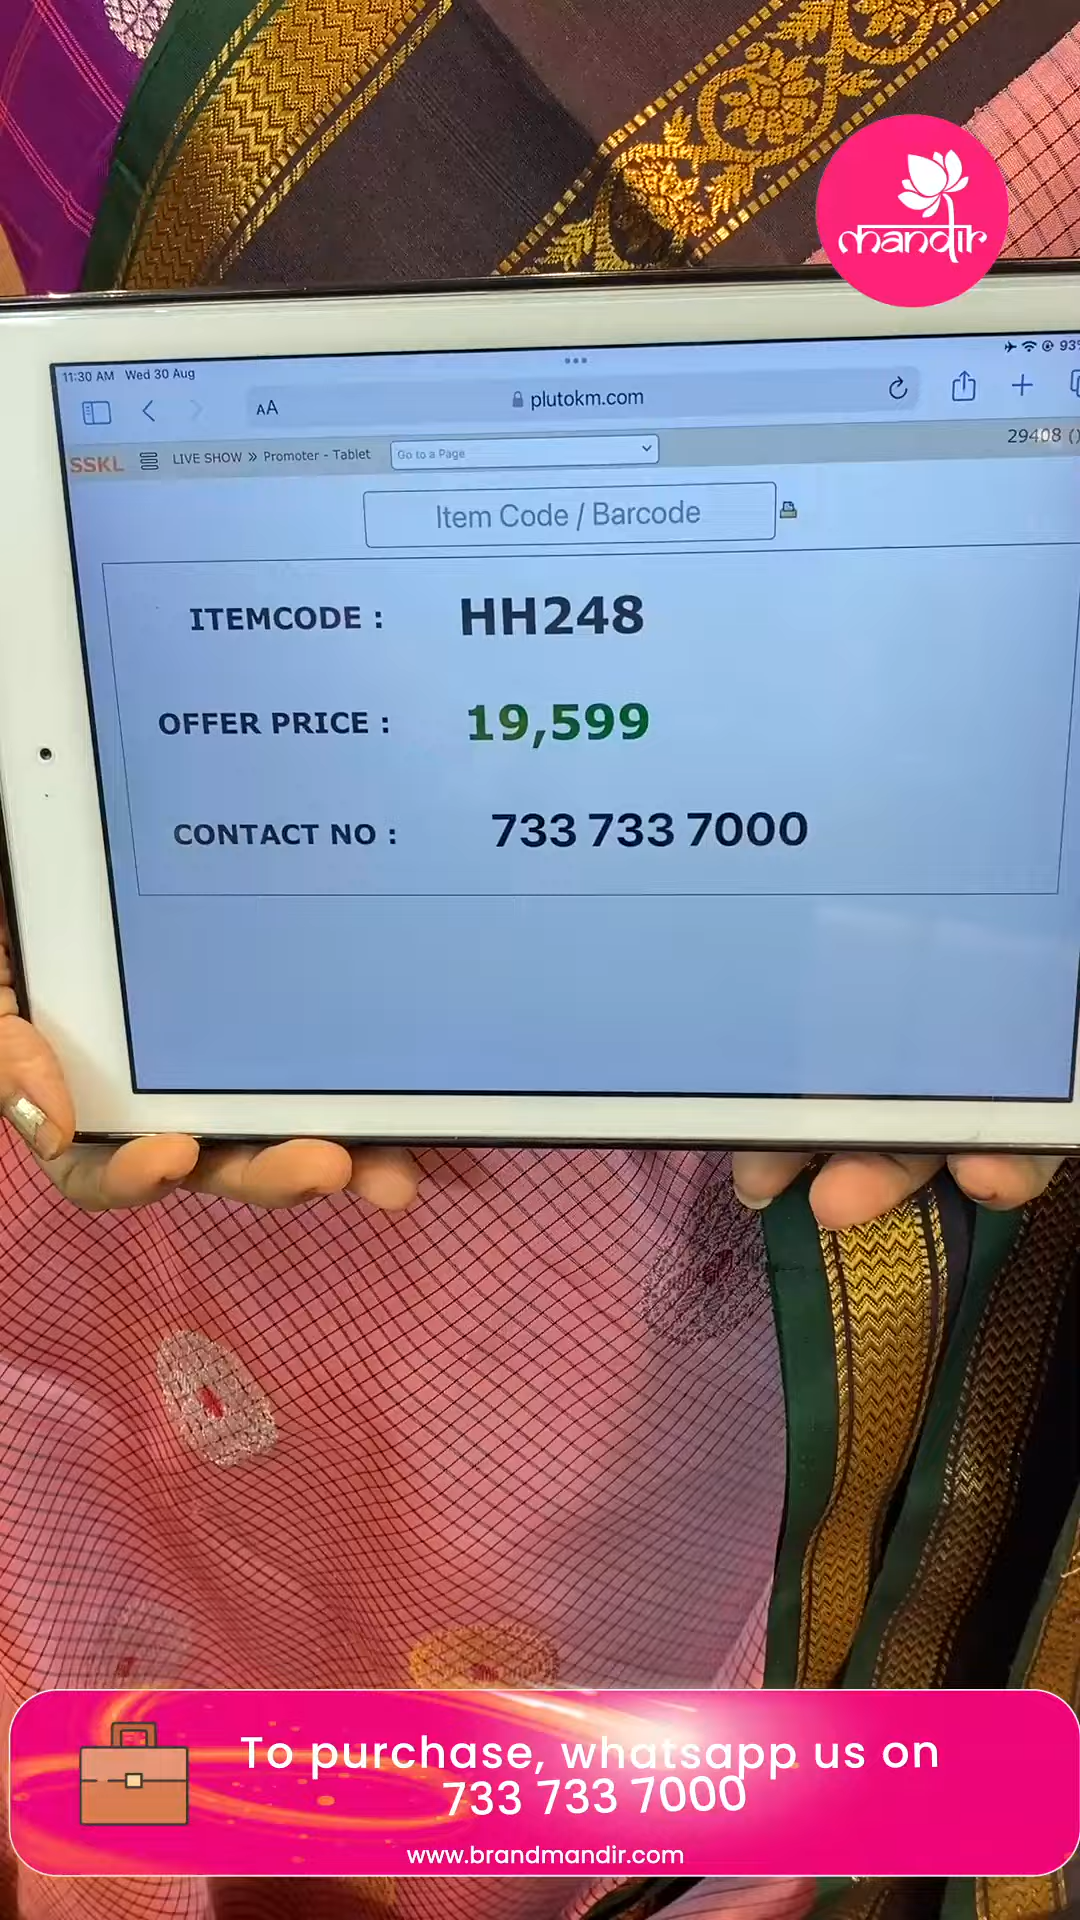 mandir
11:30 AM Wed 30 Aug
93%
AA
plutokm.com
29408 ()
SSKL
LIVE SHOW » Promoter - Tablet
Go to a Page
Item Code / Barcode
ITEMCODE : HH248
OFFER PRICE : 19,599
CONTACT NO : 733 733 7000
To purchase, whatsapp us on
733 733 7000
www.brandmandir.com